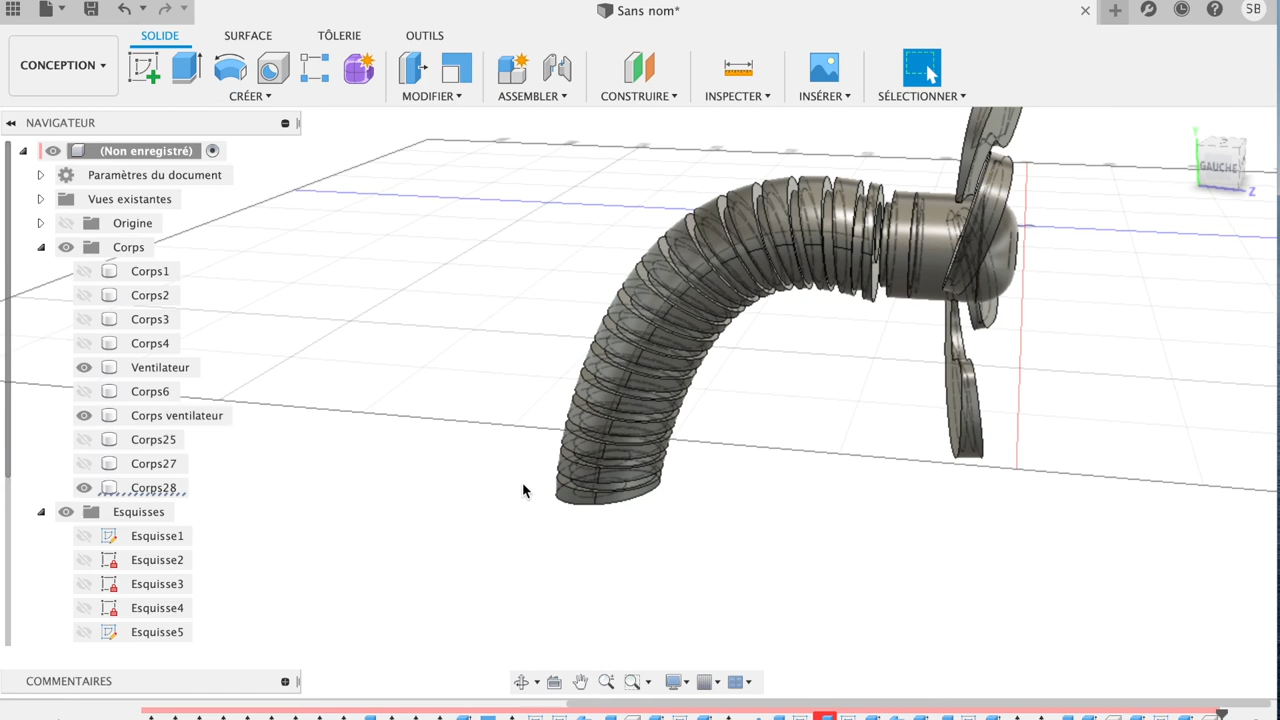 Sans nom*
SB
SOLIDE SURFACE TÔLERIE OUTILS
CONCEPTION
CRÉER MODIFIER ASSEMBLER CONSTRUIRE INSPECTER INSÉRER SÉLECTIONNER
NAVIGATEUR
(Non enregistré)
Paramètres du document
Vues existantes
Origine
Corps
Corps1
Corps2
Corps3
Corps4
Ventilateur
Corps6
Corps ventilateur
Corps25
Corps27
Corps28
Esquisses
Esquisse1
Esquisse2
Esquisse3
Esquisse4
Esquisse5
COMMENTAIRES
GAUCHE
Y
Z